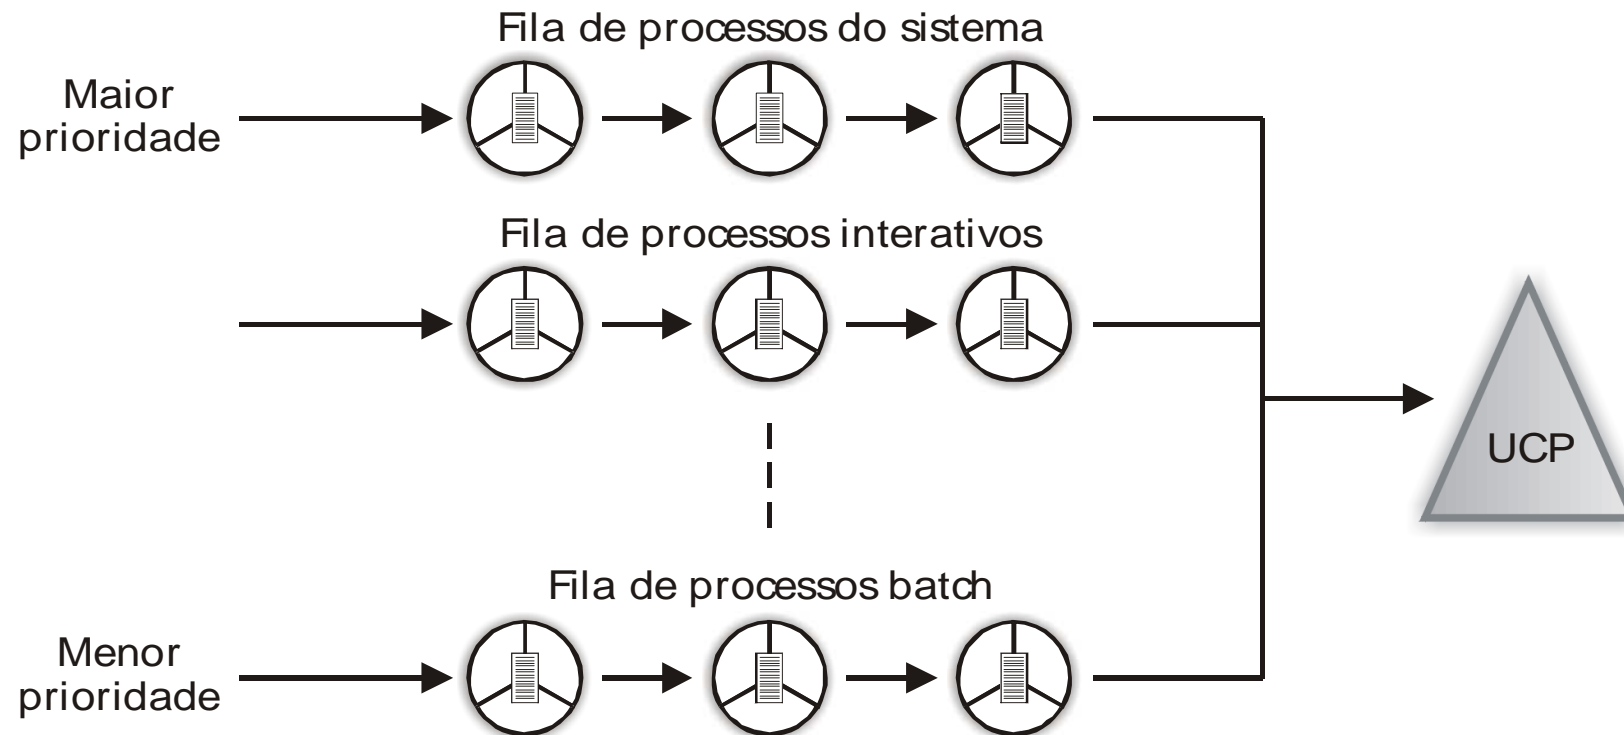 Fila de processos do sistema
Maior
prioridade
Fila de processos interativos
UCP
Fila de processos batch
Menor
prioridade